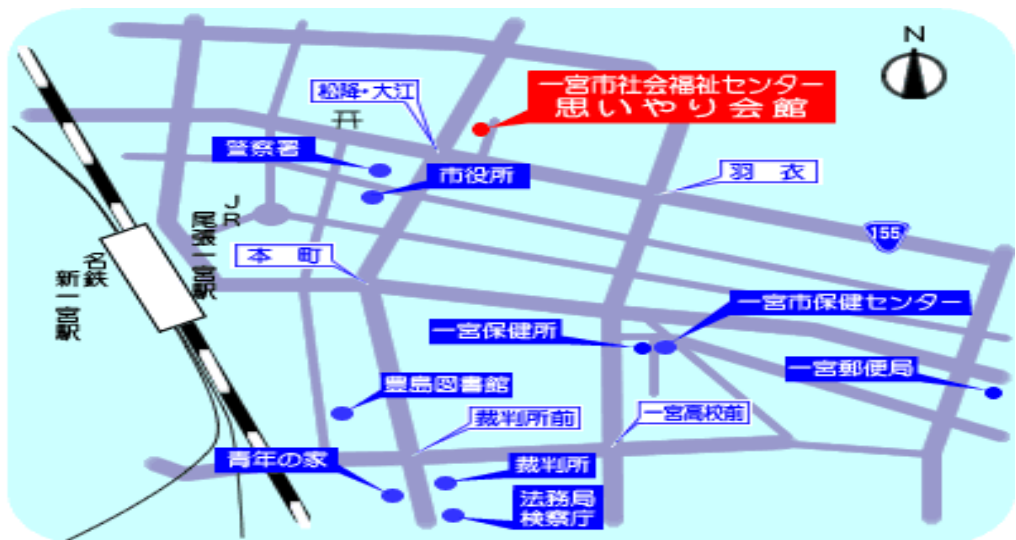 N
一宮市社会福祉センター
思いやり会館
松降・大江
警察署
市役所
羽衣
155
JR
尾張一宮駅
名鉄
新一宮駅
本町
一宮市保健センター
一宮保健所
一宮郵便局
豊島図書館
裁判所前
一宮高校前
青年の家
裁判所
法務局
検察庁